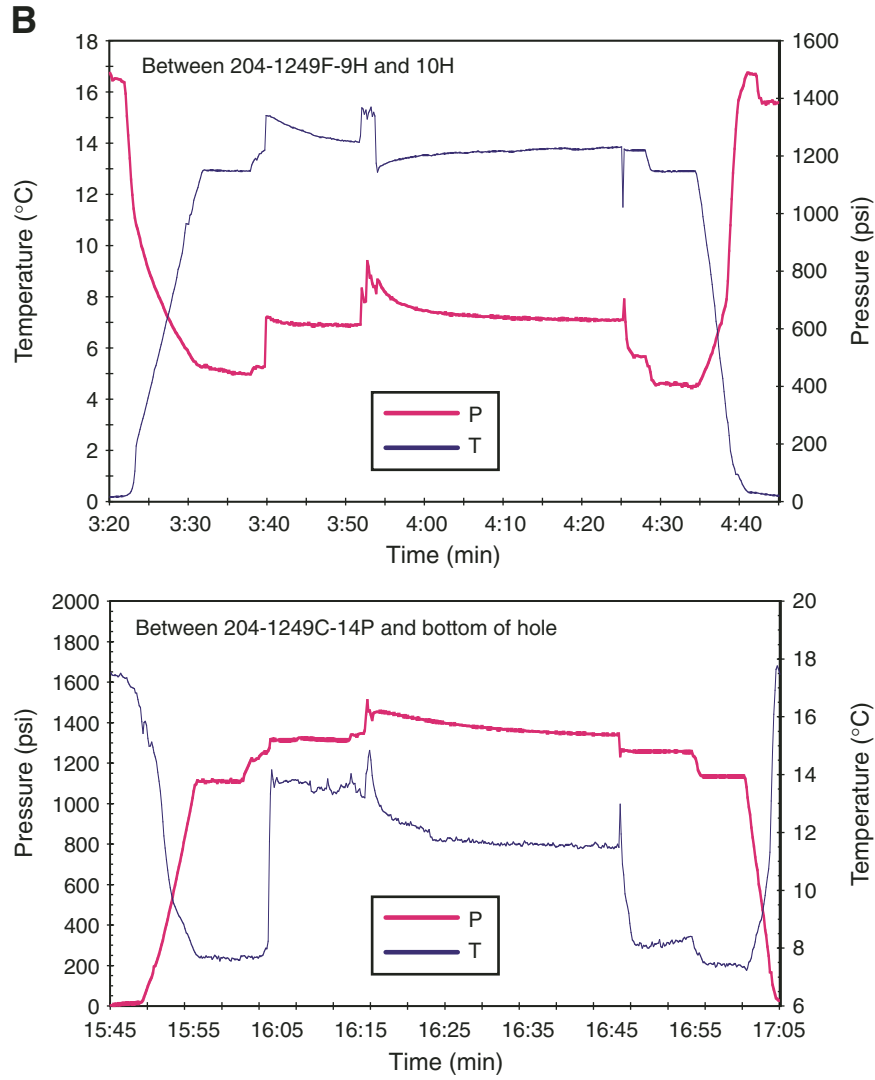 B
Between 204-1249F-9H and 10H
Temperature (°C)
18
16
14
12
10
8
6
4
2
0
1600
1400
1200
1000
800
600
400
200
0
Pressure (psi)
P
T
3:20 3:30 3:40 3:50 4:00 4:10 4:20 4:30 4:40
Time (min)
Between 204-1249C-14P and bottom of hole
Pressure (psi)
2000
1800
1600
1400
1200
1000
800
600
400
200
0
20
18
16
14
12
10
8
6
Temperature (°C)
P
T
15:45 15:55 16:05 16:15 16:25 16:35 16:45 16:55 17:05
Time (min)